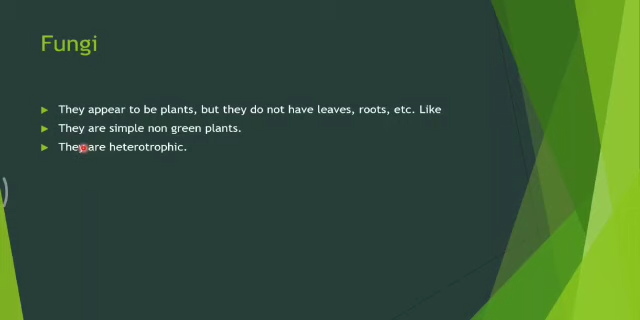 Fungi
They appear to be plants, but they do not have leaves, roots, etc. Like
They are simple non green plants.
They are heterotrophic.